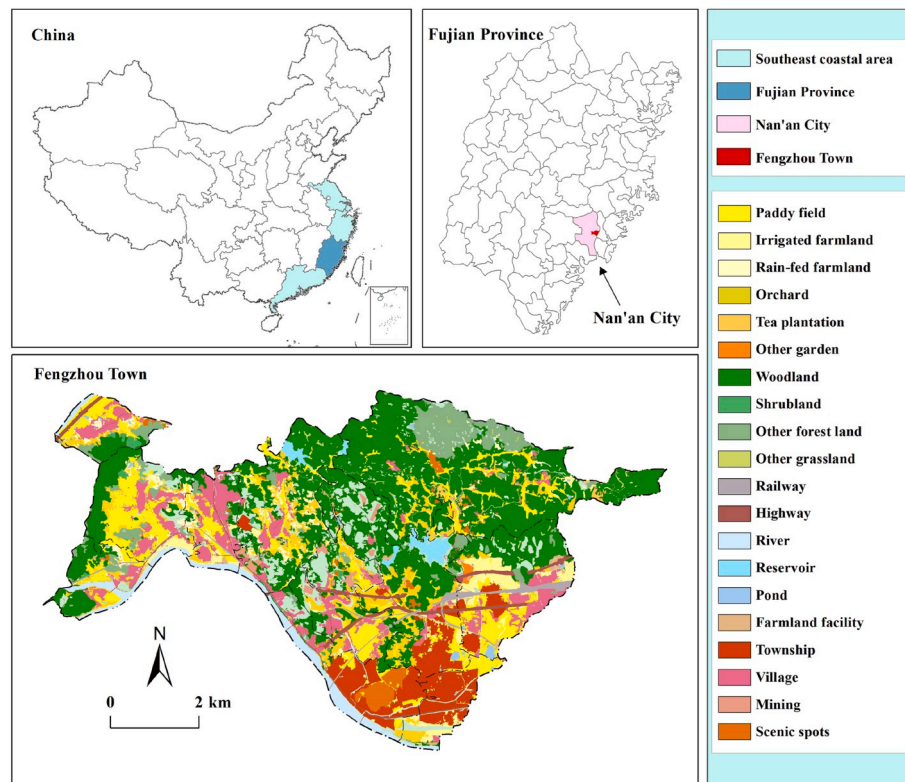 China
Fujian Province
Nan'an City
Southeast coastal area
Fujian Province
Nan'an City
Fengzhou Town
Paddy field
Irrigated farmland
Rain-fed farmland
Orchard
Tea plantation
Other garden
Woodland
Shrubland
Other forest land
Other grassland
Railway
Highway
River
Reservoir
Pond
Farmland facility
Township
Village
Mining
Scenic spots
Fengzhou Town
N
0 2 km